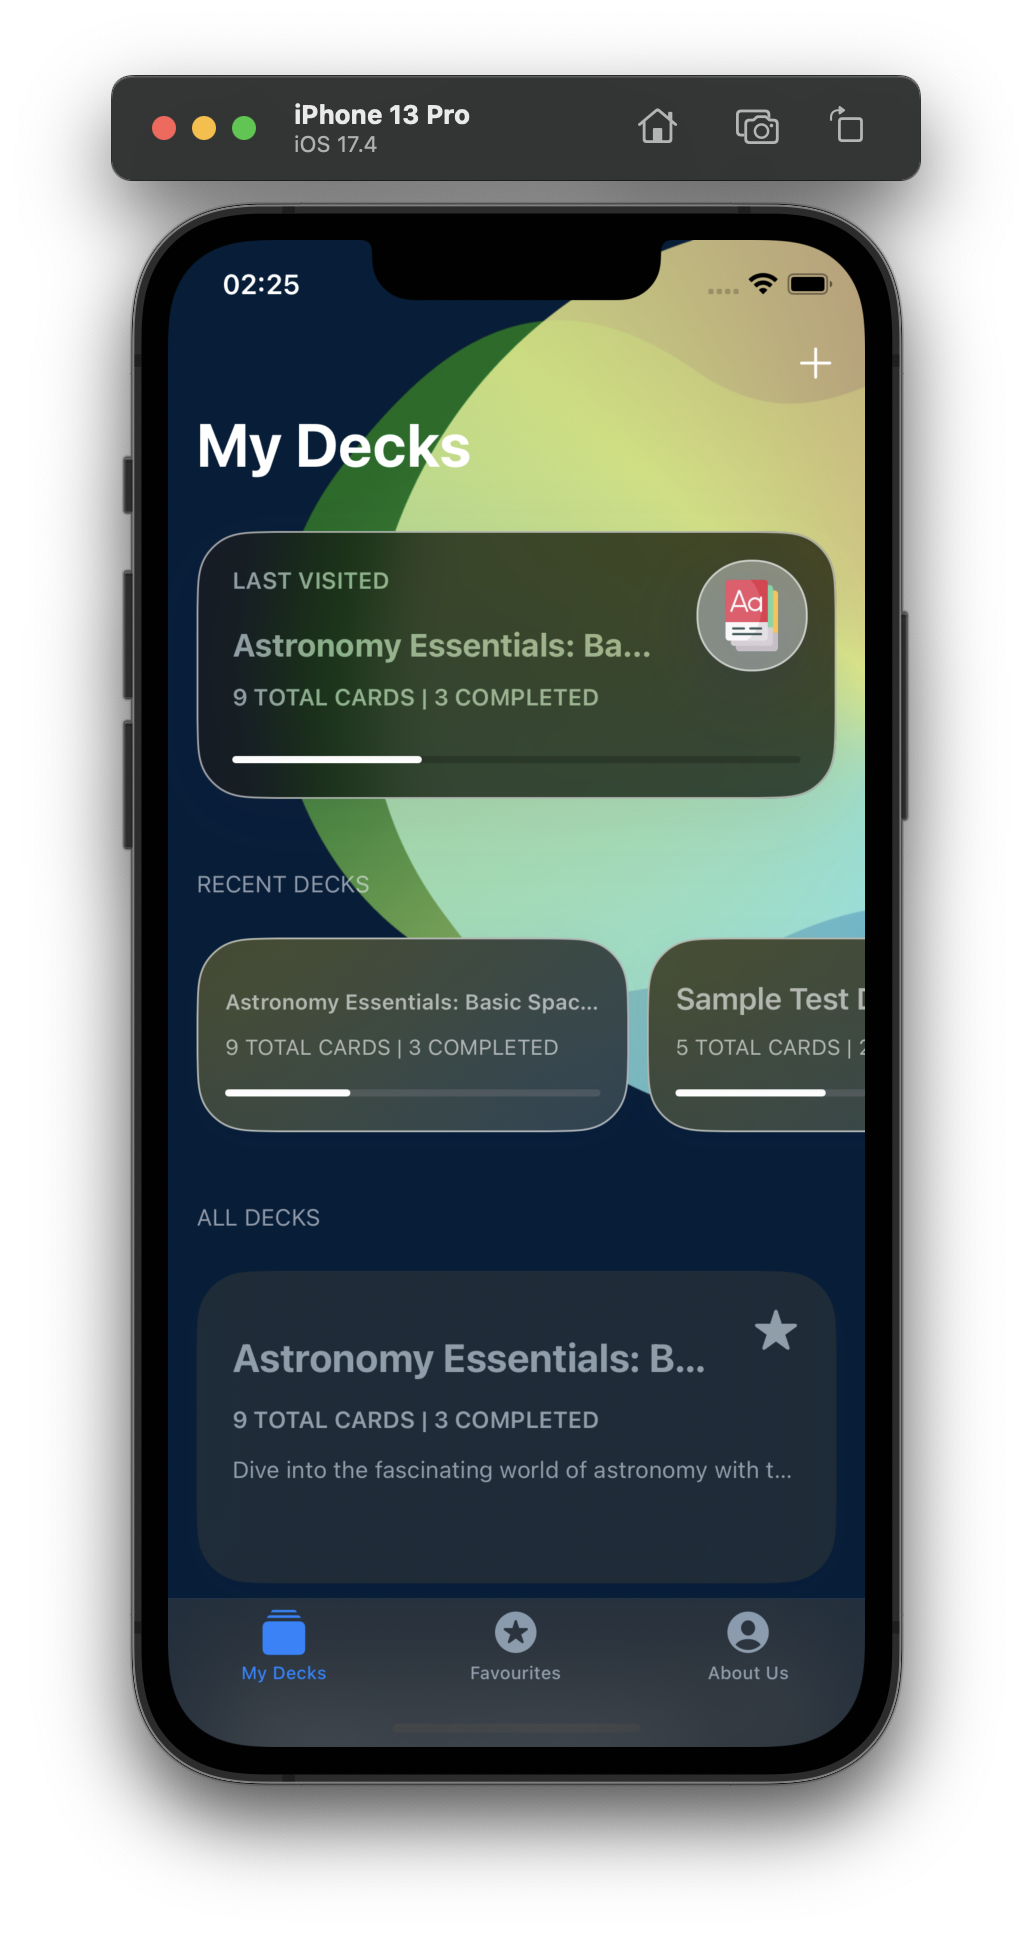 iPhone 13 Pro
iOS 17.4
02:25
My Decks
LAST VISITED
Aa
Astronomy Essentials: Ba...
9 TOTAL CARDS | 3 COMPLETED
RECENT DECKS
Astronomy Essentials: Basic Spac...
9 TOTAL CARDS | 3 COMPLETED
Sample Test
5 TOTAL CARDS |
ALL DECKS
Astronomy Essentials: B...
9 TOTAL CARDS | 3 COMPLETED
Dive into the fascinating world of astronomy with t...
My Decks
Favourites
About Us